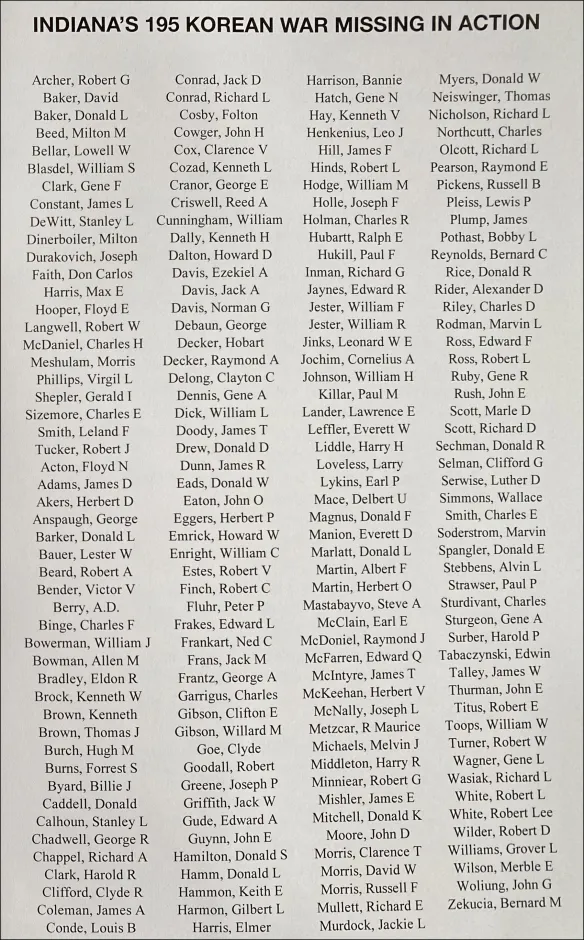 INDIANA'S 195 KOREAN WAR MISSING IN ACTION
Archer, Robert G
Baker, David
Baker, Donald L
Beed, Milton M
Bellar, Lowell W
Blasdel, William S
Clark, Gene F
Constant, James L
DeWitt, Stanley L
Dinerboiler, Milton
Durakovich, Joseph
Faith, Don Carlos
Harris, Max E
Hooper, Floyd E
Langwell, Robert W
McDaniel, Charles H
Meshulam, Morris
Phillips, Virgil L
Shepler, Gerald I
Sizemore, Charles E
Smith, Leland F
Tucker, Robert J
Acton, Floyd N
Adams, James D
Akers, Herbert D
Anspaugh, George
Barker, Donald L
Bauer, Lester W
Beard, Robert A
Bender, Victor V
Berry, A.D.
Binge, Charles F
Bowerman, William J
Bowman, Allen M
Bradley, Eldon R
Brock, Kenneth W
Brown, Kenneth
Brown, Thomas J
Burch, Hugh M
Burns, Forrest S
Byard, Billie J
Caddell, Donald
Calhoun, Stanley L
Chadwell, George R
Chappel, Richard A
Clark, Harold R
Clifford, Clyde R
Coleman, James A
Conde, Louis B
Conrad, Jack D
Conrad, Richard L
Cosby, Folton
Cowger, John H
Cox, Clarence V
Cozad, Kenneth L
Cranor, George E
Criswell, Reed A
Cunningham, William
Dally, Kenneth H
Dalton, Howard D
Davis, Ezekiel A
Davis, Jack A
Davis, Norman G
Debaun, George
Decker, Hobart
Decker, Raymond A
Delong, Clayton C
Dennis, Gene A
Dick, William L
Doody, James T
Drew, Donald D
Dunn, James R
Eads, Donald W
Eaton, John O
Eggers, Herbert P
Emrick, Howard W
Enright, William C
Estes, Robert V
Finch, Robert C
Fluhr, Peter P
Frakes, Edward L
Frankart, Ned C
Frans, Jack M
Frantz, George A
Garrigus, Charles
Gibson, Clifton E
Gibson, Willard M
Goe, Clyde
Goodall, Robert
Greene, Joseph P
Griffith, Jack W
Gude, Edward A
Guynn, John E
Hamilton, Donald S
Hamm, Donald L
Hammon, Keith E
Harmon, Gilbert L
Harris, Elmer
Harrison, Bannie
Hatch, Gene N
Hay, Kenneth V
Henkenius, Leo J
Hill, James F
Hinds, Robert L
Hodge, William M
Holle, Joseph F
Holman, Charles R
Hubartt, Ralph E
Hukill, Paul F
Inman, Richard G
Jaynes, Edward R
Jester, William F
Jester, William R
Jinks, Leonard W E
Jochim, Cornelius A
Johnson, William H
Killar, Paul M
Lander, Lawrence E
Leffler, Everett W
Liddle, Harry H
Loveless, Larry
Lykins, Earl P
Mace, Delbert U
Magnus, Donald F
Manion, Everett D
Marlatt, Donald L
Martin, Albert F
Martin, Herbert O
Mastabayvo, Steve A
McClain, Earl E
McDoniel, Raymond J
McFarren, Edward Q
McIntyre, James T
McKeehan, Herbert V
McNally, Joseph L
Metzcar, R Maurice
Michaels, Melvin J
Middleton, Harry R
Minniear, Robert G
Mishler, James E
Mitchell, Donald K
Moore, John D
Morris, Clarence T
Morris, David W
Morris, Russell F
Mullett, Richard E
Murdock, Jackie L
Myers, Donald W
Neiswinger, Thomas
Nicholson, Richard L
Northcutt, Charles
Olcott, Richard L
Pearson, Raymond E
Pickens, Russell B
Pleiss, Lewis P
Plump, James
Pothast, Bobby L
Reynolds, Bernard C
Rice, Donald R
Rider, Alexander D
Riley, Charles D
Rodman, Marvin L
Ross, Edward F
Ross, Robert L
Ruby, Gene R
Rush, John E
Scott, Marle D
Scott, Richard D
Sechman, Donald R
Selman, Clifford G
Serwise, Luther D
Simmons, Wallace
Smith, Charles E
Soderstrom, Marvin
Spangler, Donald E
Stebbens, Alvin L
Strawser, Paul P
Sturdivant, Charles
Sturgeon, Gene A
Surber, Harold P
Tabaczynski, Edwin
Talley, James W
Thurman, John E
Titus, Robert E
Toops, William W
Turner, Robert W
Wagner, Gene L
Wasiak, Richard L
White, Robert L
White, Robert Lee
Wilder, Robert D
Williams, Grover L
Wilson, Merble E
Woliung, John G
Zekucia, Bernard M